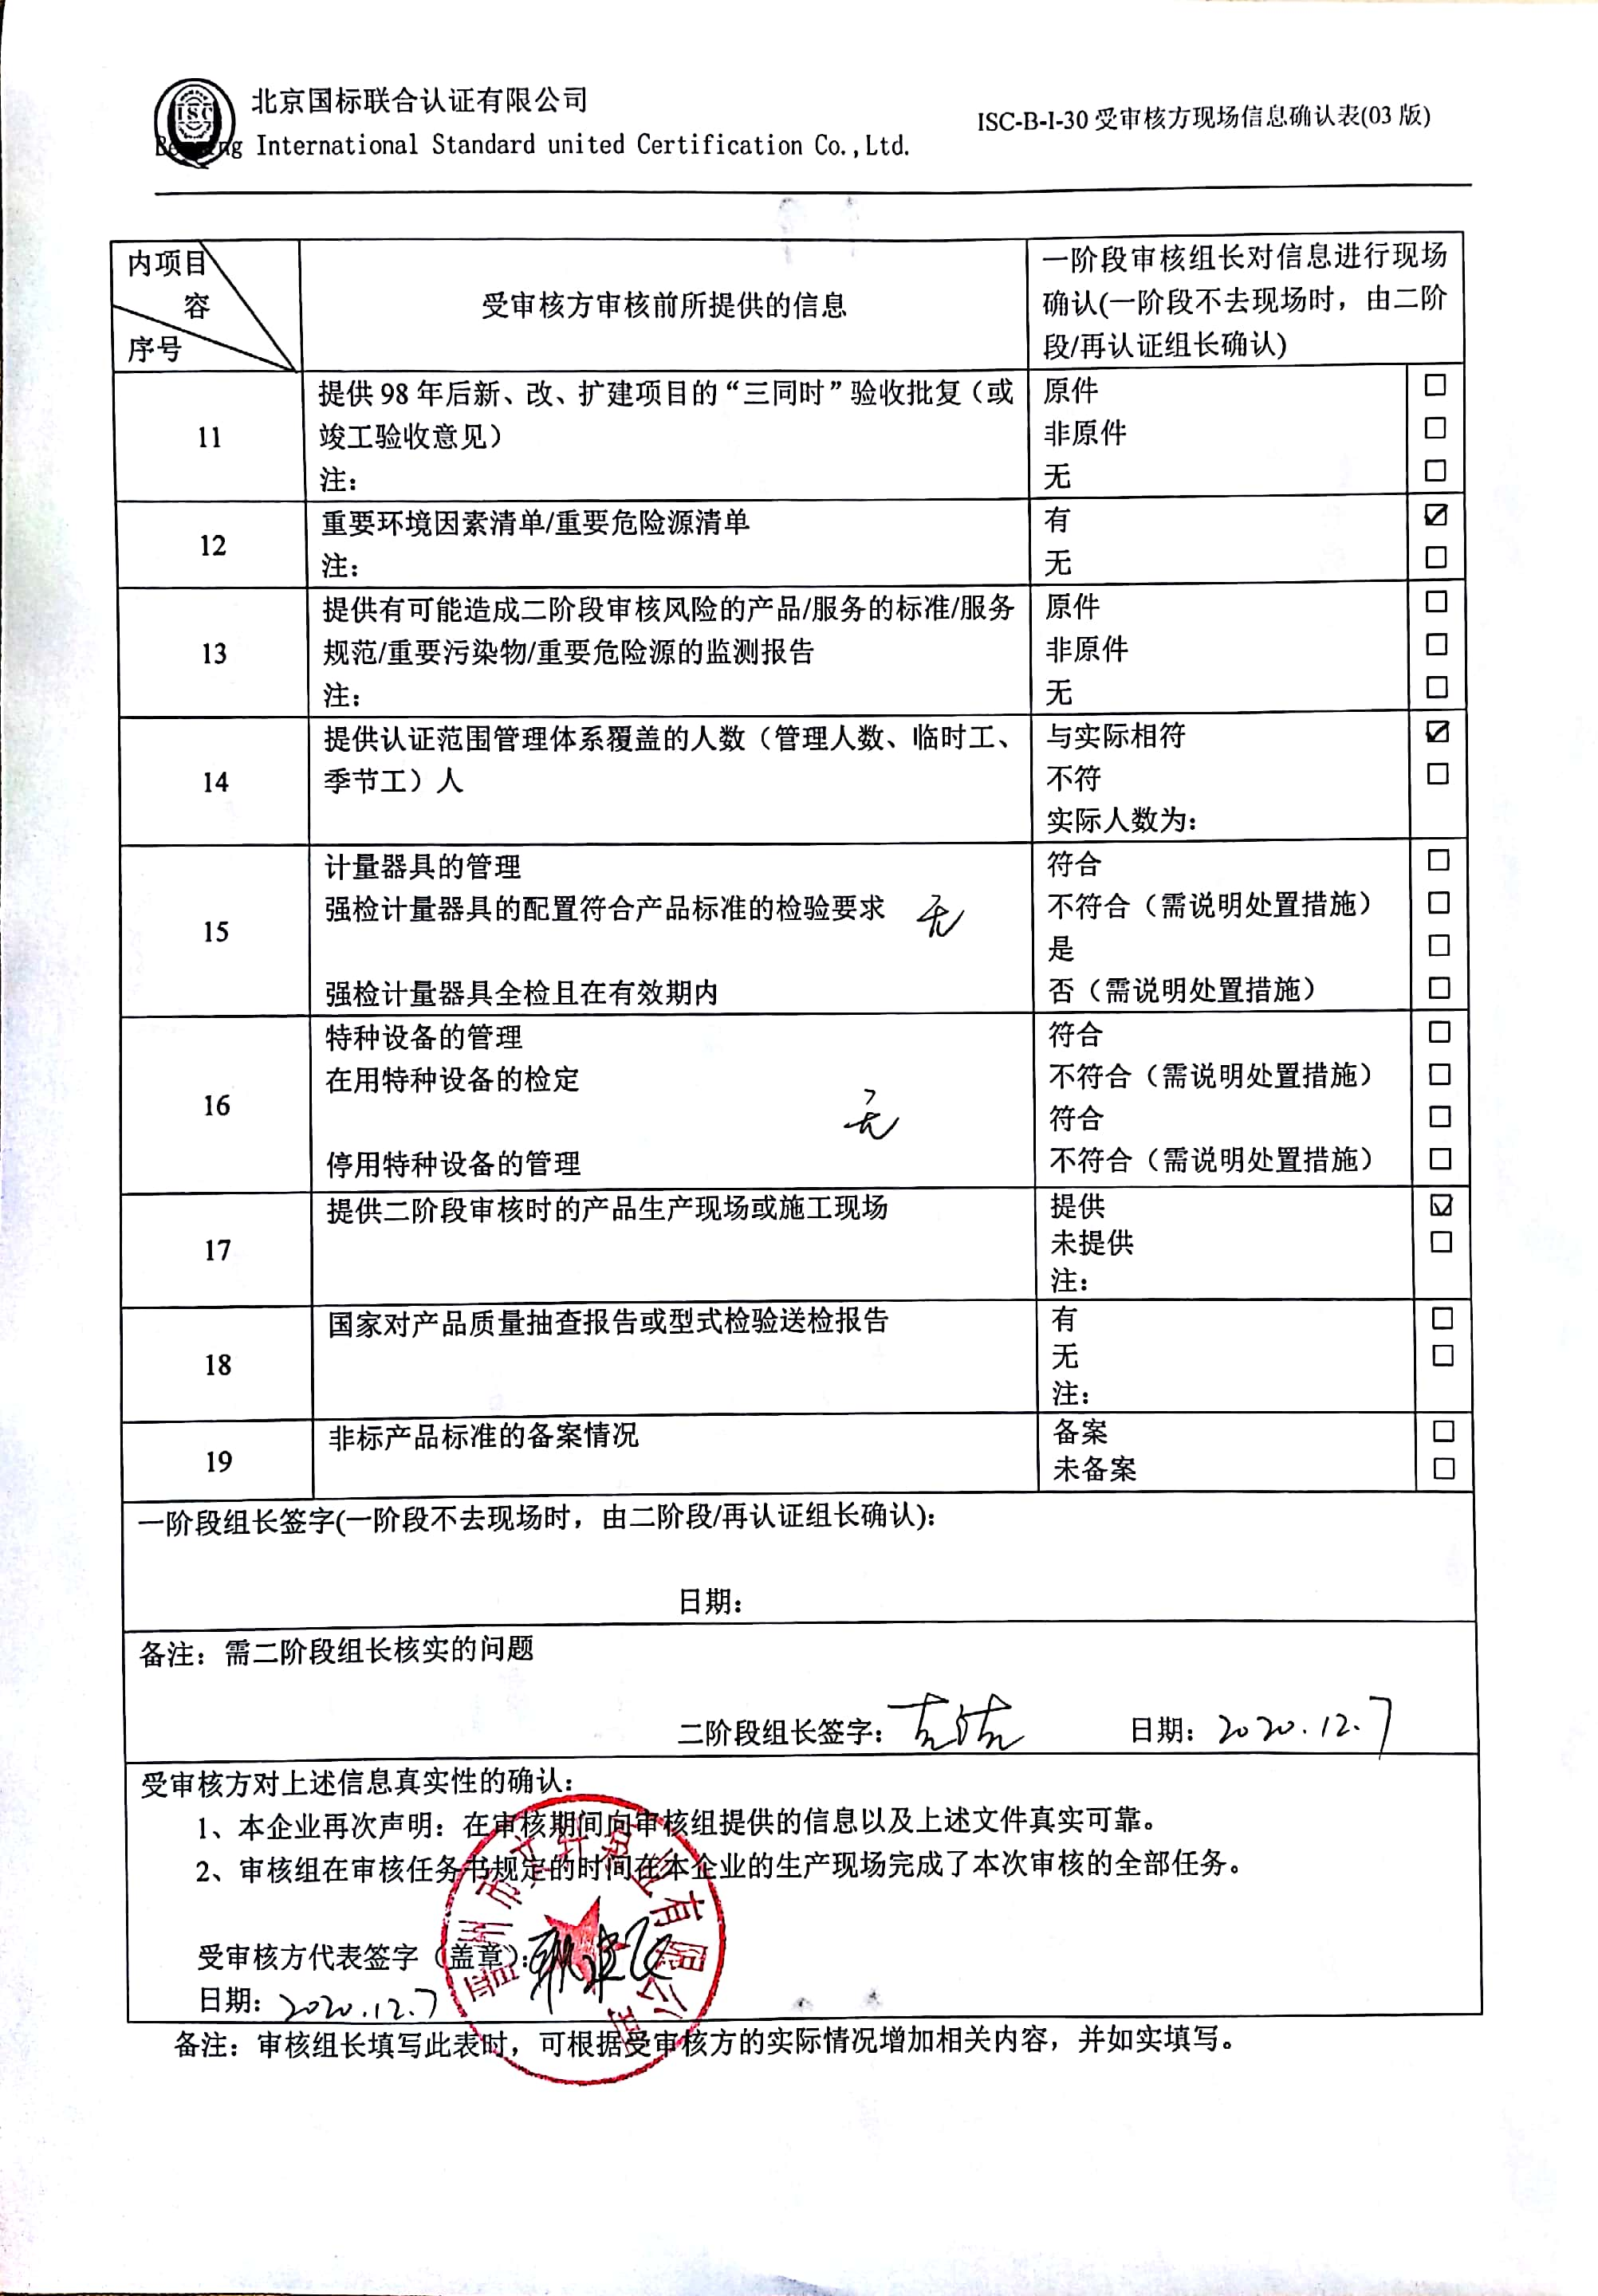 北京国标联合认证有限公司
ISC-B-I-30 受审核方现场信息确认表(03 版)
International Standard united Certification Co.,Ltd.
ISC
内项目
容
序号
受审核方审核前所提供的信息
一阶段审核组长对信息进行现场
确认(一阶段不去现场时，由二阶
段/再认证组长确认)
11
提供 98 年后新、改、扩建项目的“三同时”验收批复（或
竣工验收意见）
注：
原件 □
非原件 □
无 □
12
重要环境因素清单/重要危险源清单
注：
有 ☑
无 □
13
提供有可能造成二阶段审核风险的产品/服务的标准/服务
规范/重要污染物/重要危险源的监测报告
注：
原件 □
非原件 □
无 □
14
提供认证范围管理体系覆盖的人数（管理人数、临时工、
季节工）人
与实际相符 ☑
不符 □
实际人数为：
15
计量器具的管理
强检计量器具的配置符合产品标准的检验要求 无
强检计量器具全检且在有效期内
符合 □
不符合（需说明处置措施） □
是 □
否（需说明处置措施） □
16
特种设备的管理
在用特种设备的检定
无
停用特种设备的管理
符合 □
不符合（需说明处置措施） □
符合 □
不符合（需说明处置措施） □
17
提供二阶段审核时的产品生产现场或施工现场
提供 ☑
未提供 □
注：
18
国家对产品质量抽查报告或型式检验送检报告
有 □
无 □
注：
19
非标产品标准的备案情况
备案 □
未备案 □
一阶段组长签字(一阶段不去现场时，由二阶段/再认证组长确认)：
日期：
备注：需二阶段组长核实的问题
二阶段组长签字： 日期：2020.12.7
受审核方对上述信息真实性的确认：
1、本企业再次声明：在审核期间向审核组提供的信息以及上述文件真实可靠。
2、审核组在审核任务书规定的时间在本企业的生产现场完成了本次审核的全部任务。
受审核方代表签字（盖章）：
日期：2020.12.7
备注：审核组长填写此表时，可根据受审核方的实际情况增加相关内容，并如实填写。